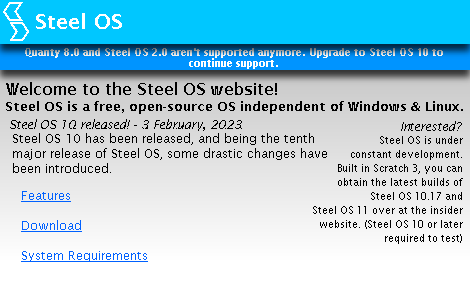 Steel OS
Quanty 8.0 and Steel OS 2.0 aren't supported anymore. Upgrade to Steel OS 10 to
continue support.
Welcome to the Steel OS website!
Steel OS is a free, open-source OS independent of Windows & Linux.
Steel OS 10 released! - 3 February, 2023
Steel OS 10 has been released, and being the tenth
major release of Steel OS, some drastic changes have
been introduced.
Features
Download
System Requirements
Interested?
Steel OS is under
constant development.
Built in Scratch 3, you can
obtain the latest builds of
Steel OS 10.17 and
Steel OS 11 over at the insider
website. (Steel OS 10 or later
required to test)